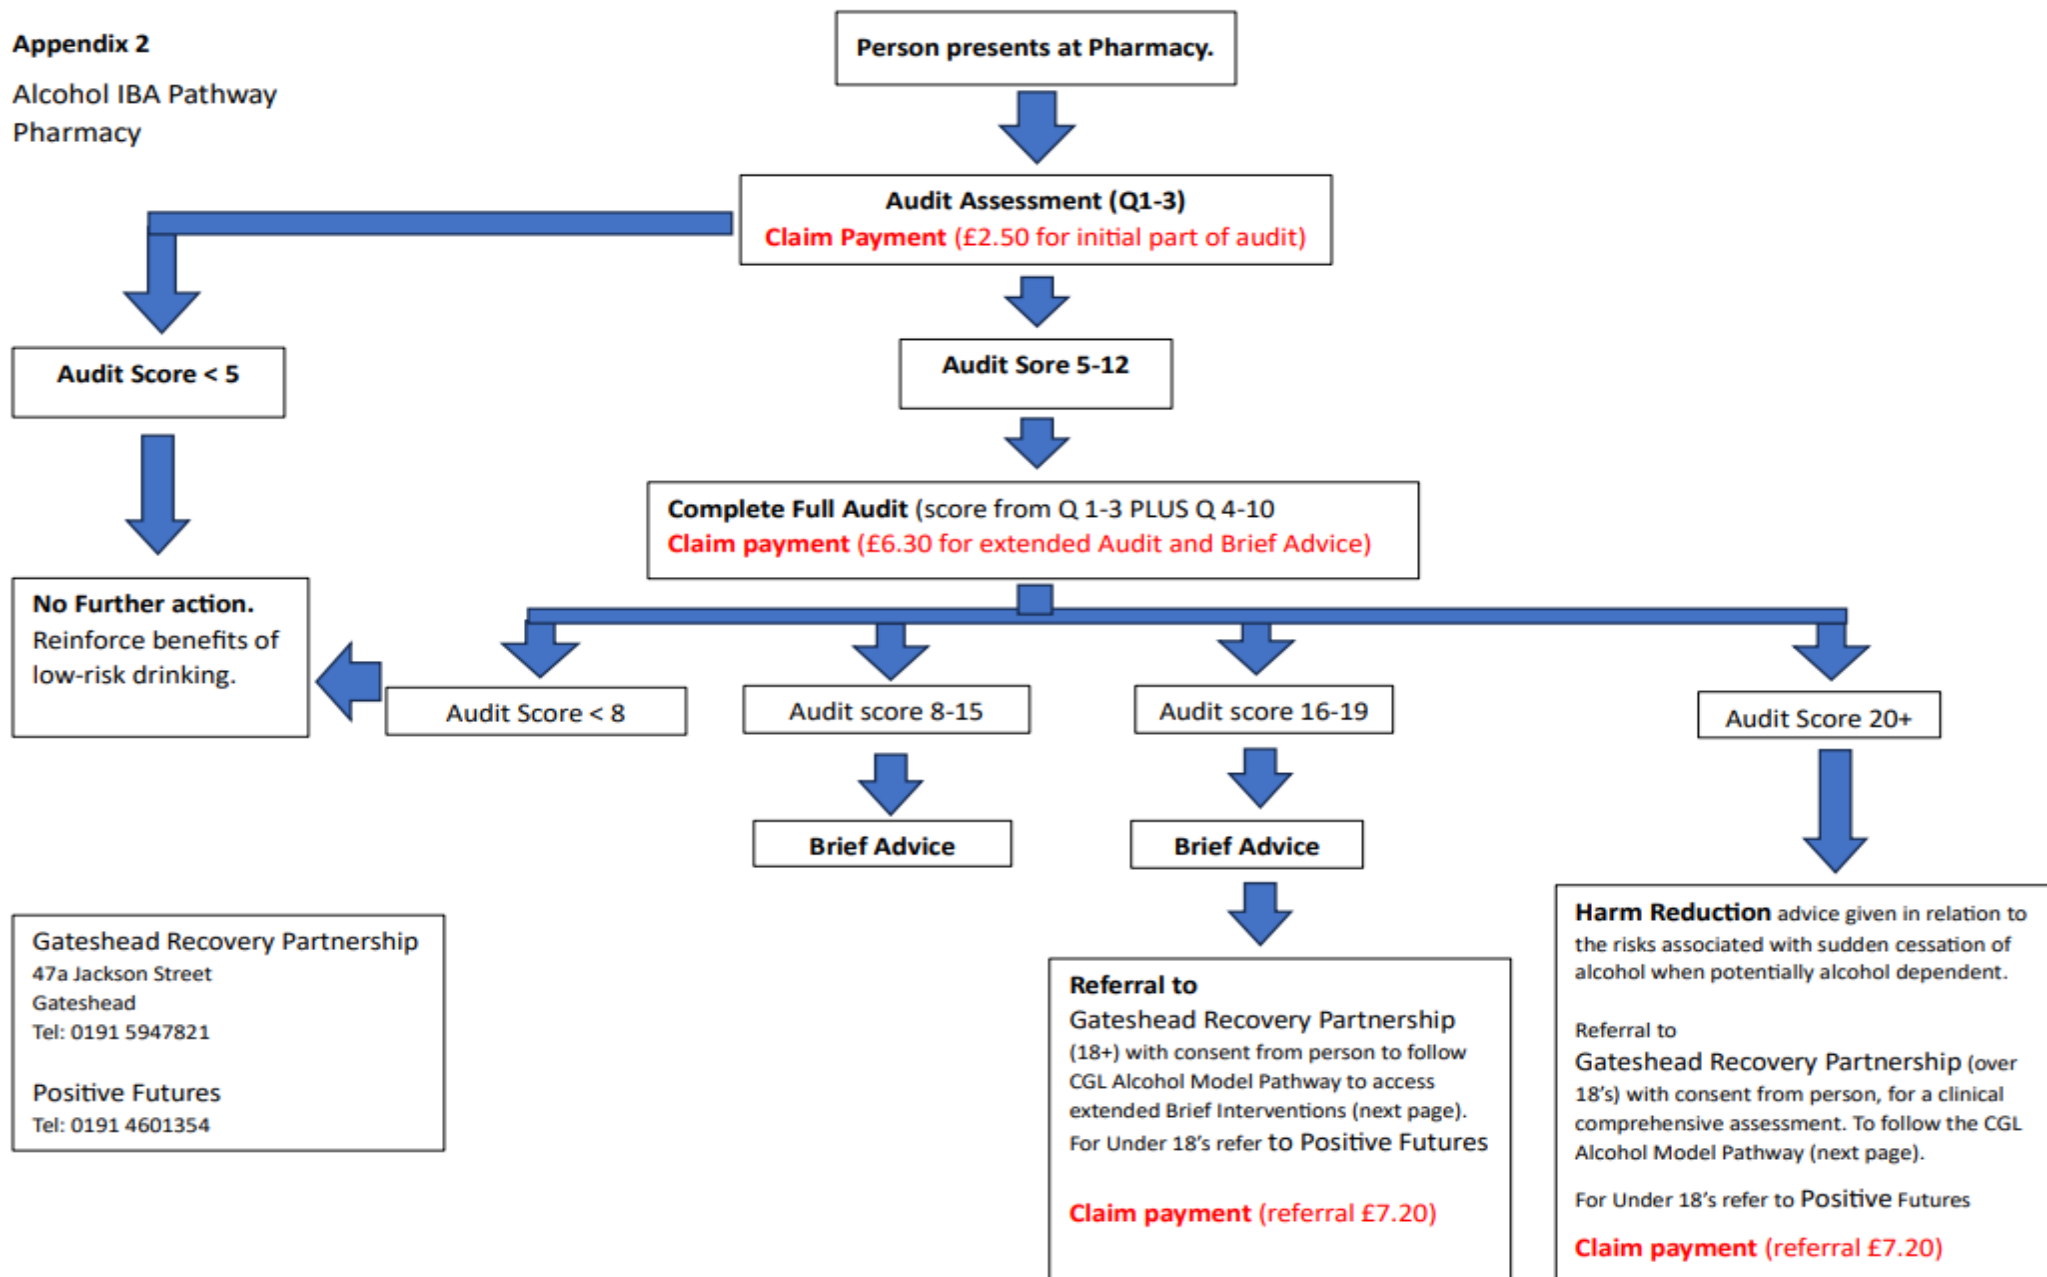 Appendix 2
Alcohol IBA Pathway
Pharmacy
Person presents at Pharmacy.
Audit Assessment (Q1-3)
Claim Payment (£2.50 for initial part of audit)
Audit Score < 5
Audit Sore 5-12
Complete Full Audit (score from Q 1-3 PLUS Q 4-10
Claim payment (£6.30 for extended Audit and Brief Advice)
No Further action.
Reinforce benefits of
low-risk drinking.
Audit Score < 8
Audit score 8-15
Audit score 16-19
Audit Score 20+
Brief Advice
Brief Advice
Gateshead Recovery Partnership
47a Jackson Street
Gateshead
Tel: 0191 5947821
Positive Futures
Tel: 0191 4601354
Referral to
Gateshead Recovery Partnership
(18+) with consent from person to follow
CGL Alcohol Model Pathway to access
extended Brief Interventions (next page).
For Under 18's refer to Positive Futures
Claim payment (referral £7.20)
Harm Reduction advice given in relation to
the risks associated with sudden cessation of
alcohol when potentially alcohol dependent.
Referral to
Gateshead Recovery Partnership (over
18's) with consent from person, for a clinical
comprehensive assessment. To follow the CGL
Alcohol Model Pathway (next page).
For Under 18's refer to Positive Futures
Claim payment (referral £7.20)